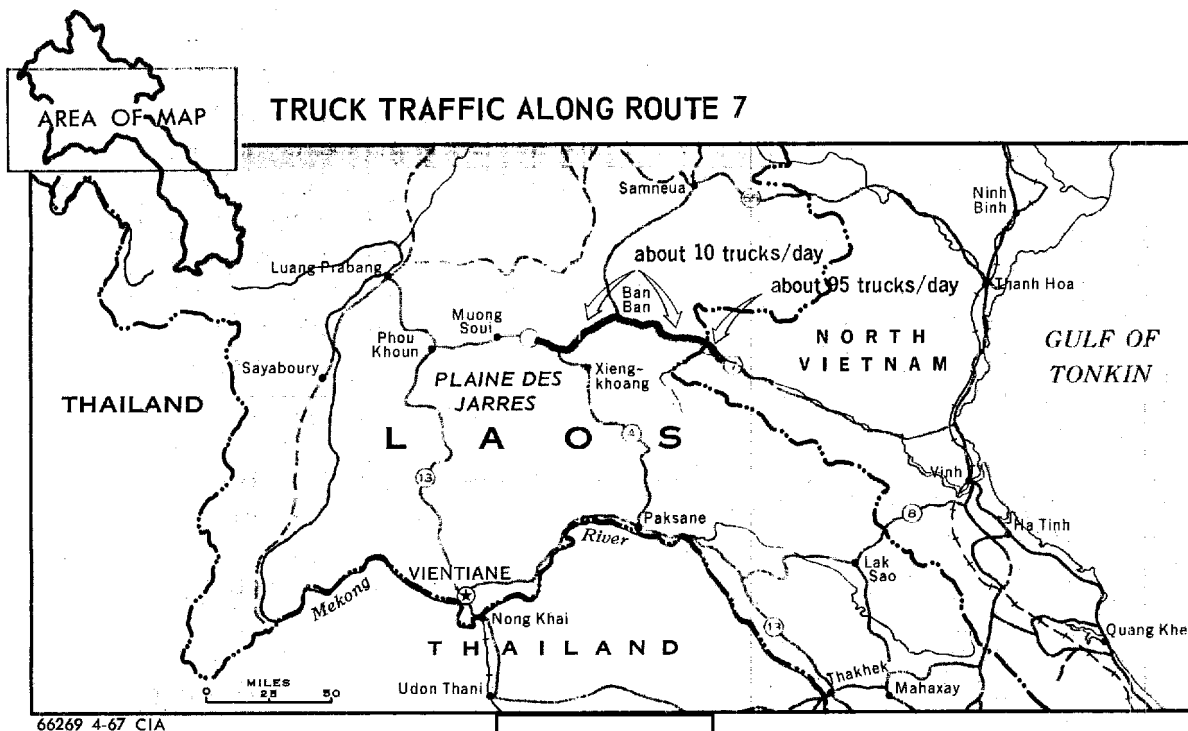 AREA OF MAP
TRUCK TRAFFIC ALONG ROUTE 7
Samneua
Ninh
Binh
about 10 trucks/day
Luang Prabang
about 95 trucks/day
Thanh Hoa
Ban
Ban
Muong
Soui
Phou
Khoun
NORTH
VIETNAM
GULF OF
TONKIN
Sayaboury
Xieng-
khoang
7
PLAINE DES
JARRES
THAILAND
LAOS
4
13
Vinh
8
Ha Tinh
Paksane
River
Lak
Sao
VIENTIANE
Mekong
Nong Khai
13
Quang Khe
THAILAND
Thakhek
Mahaxay
Udon Thani
MILES
0 25 50
66269 4-67 CIA